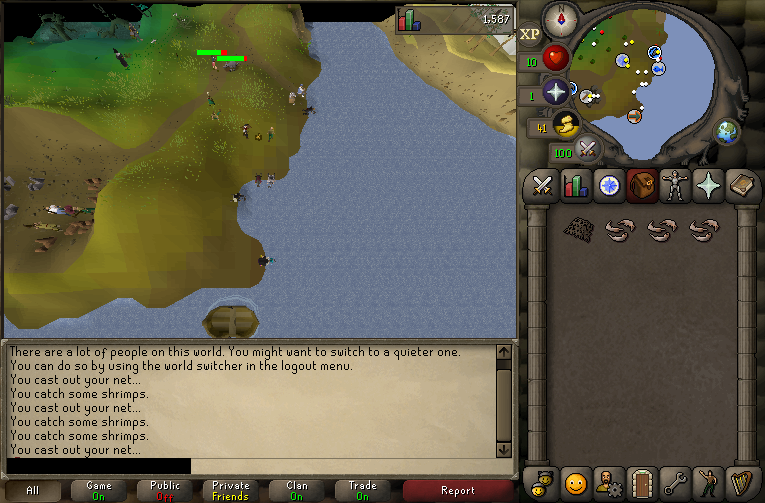 1,587
XP
10
1
41
100
There are a lot of people on this world. You might want to switch to a quieter one.
You can do so by using the world switcher in the logout menu.
You cast out your net...
You catch some shrimps.
You cast out your net...
You catch some shrimps.
You catch some shrimps.
You cast out your net...
All
Game
On
Public
Off
Private
Friends
Clan
On
Trade
On
Report